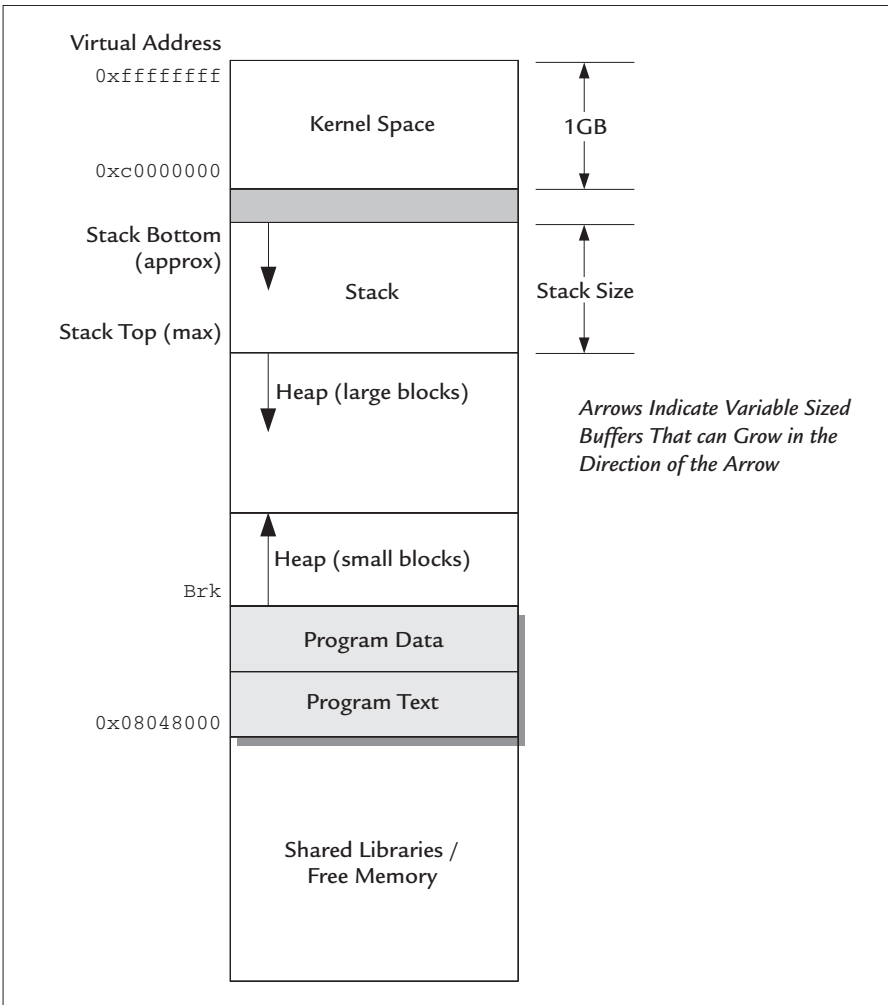 Virtual Address
0xffffffff
Kernel Space
1GB
0xc0000000
Stack Bottom
(approx)
Stack
Stack Size
Stack Top (max)
Heap (large blocks)
Arrows Indicate Variable Sized
Buffers That can Grow in the
Direction of the Arrow
Heap (small blocks)
Brk
Program Data
Program Text
0x08048000
Shared Libraries /
Free Memory